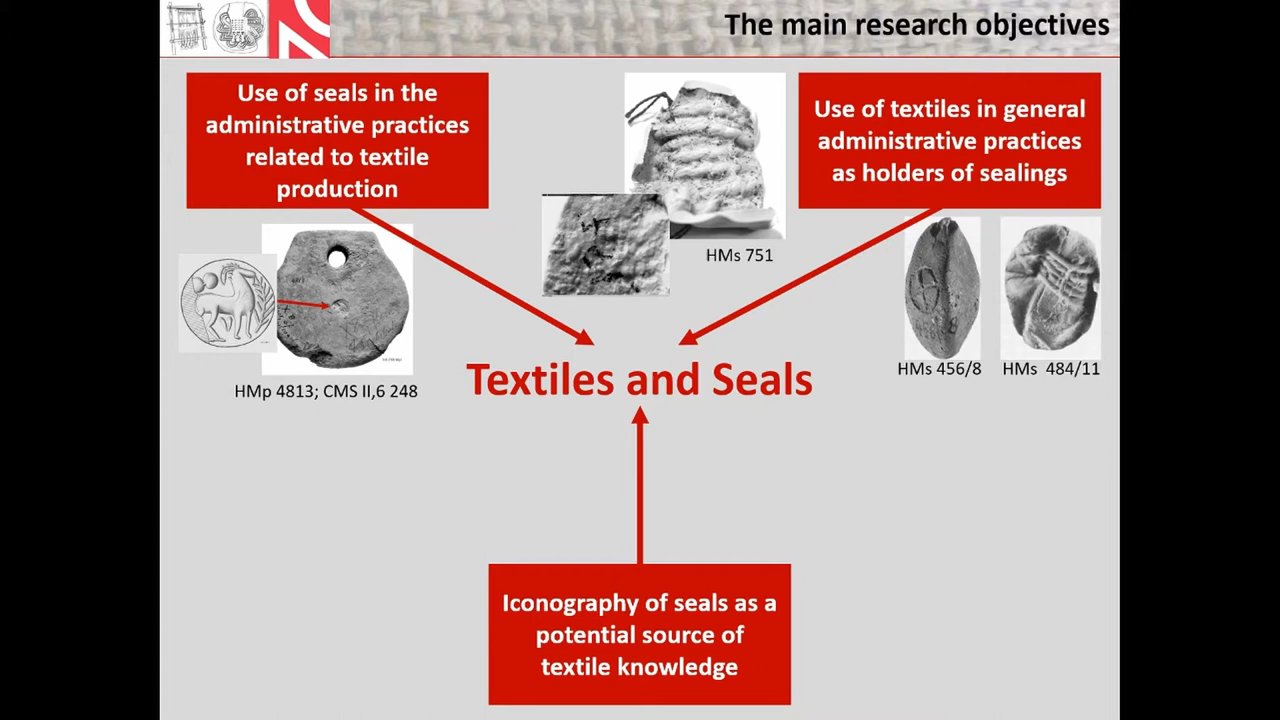 The main research objectives
Use of seals in the
administrative practices
related to textile
production
Use of textiles in general
administrative practices
as holders of sealings
HMs 751
HMs 456/8
HMs 484/11
HMp 4813; CMS II,6 248
Textiles and Seals
Iconography of seals as a
potential source of
textile knowledge